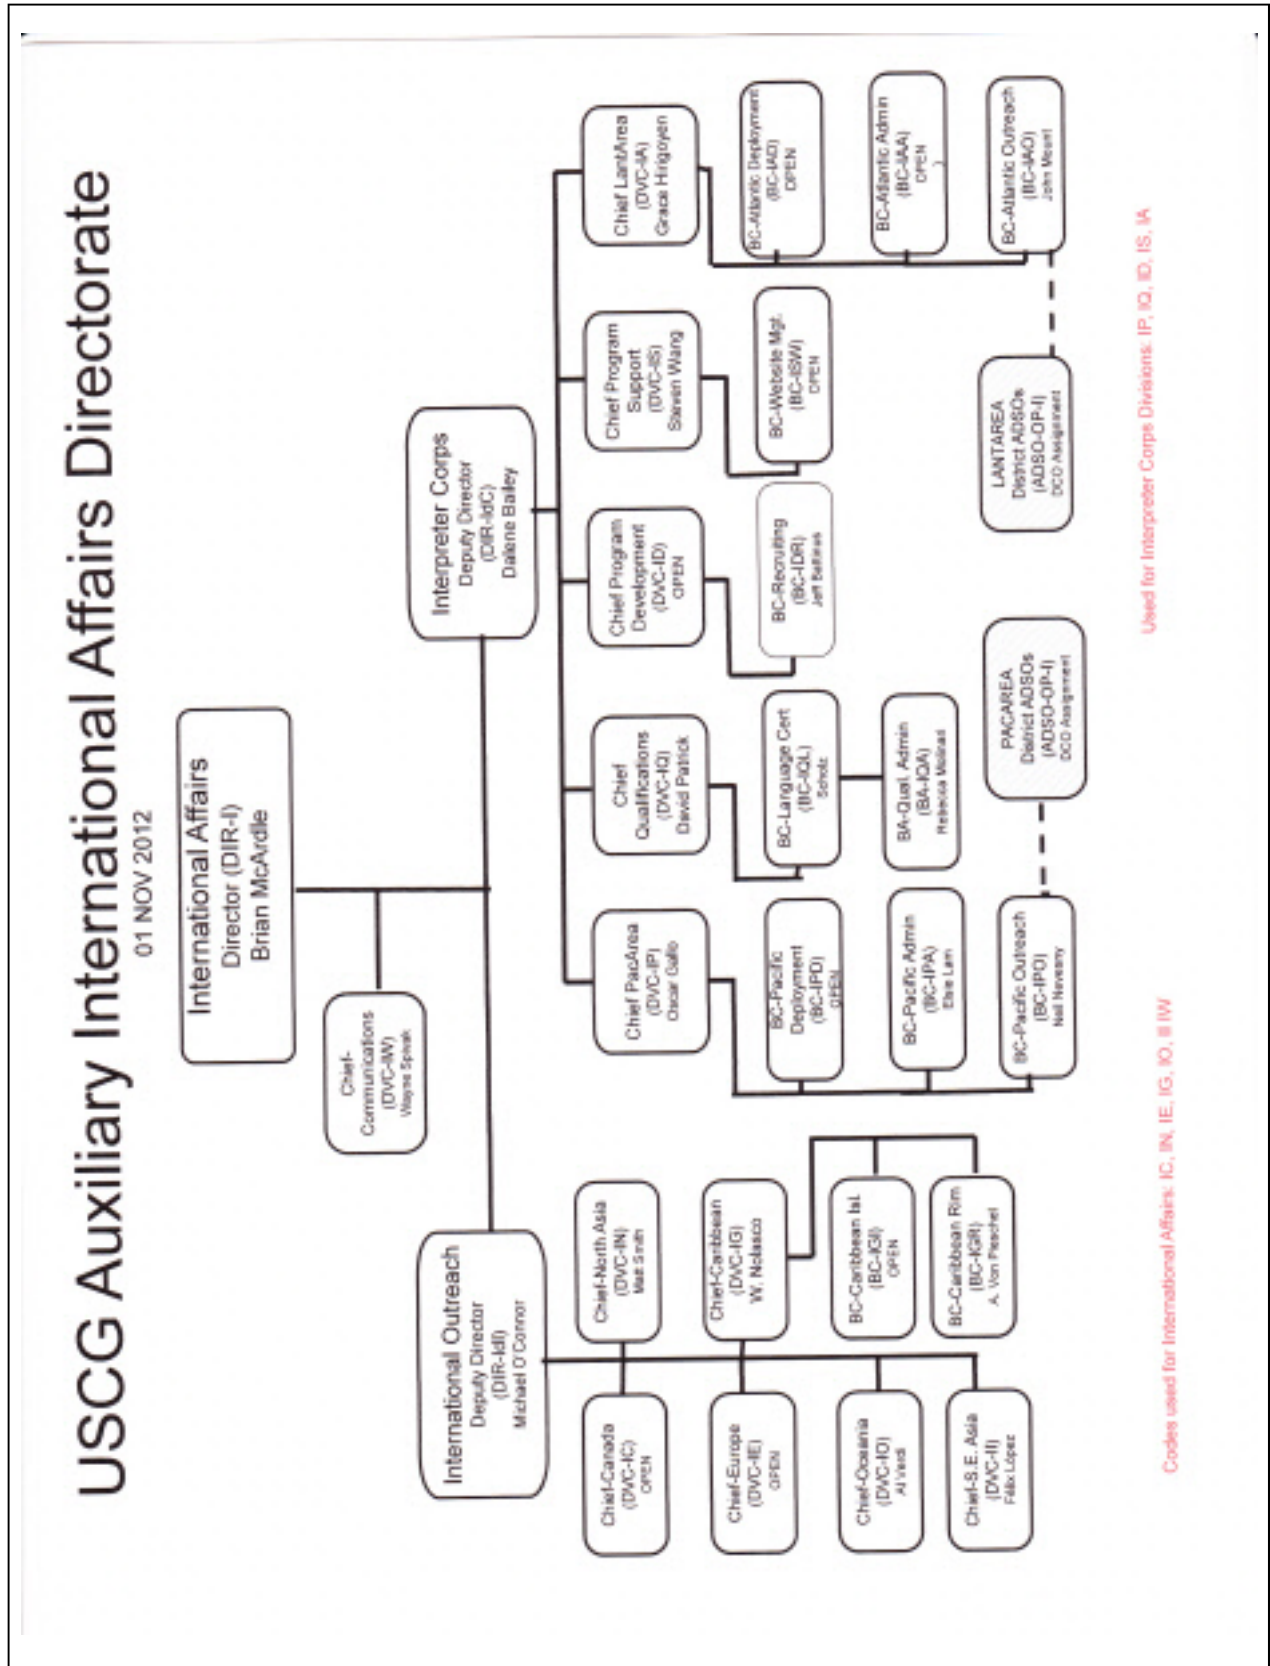 USCG Auxiliary International Affairs Directorate
01 NOV 2012
International Affairs
Director (DIR-I)
Brian McArdle
Chief-
Communications
(DVC-IW)
Wayne Spivak
International Outreach
Deputy Director
(DIR-IdI)
Michael O'Connor
Interpreter Corps
Deputy Director
(DIR-IdC)
Dalene Bailey
Chief-Canada
(DVC-IC)
OPEN
Chief-North Asia
(DVC-IN)
Matt Smith
Chief-Europe
(DVC-IE)
OPEN
Chief-Caribbean
(DVC-IG)
W. Nolasco
Chief-Oceania
(DVC-IO)
Al Verdi
BC-Caribbean Isl.
(BC-IGI)
OPEN
Chief-S.E. Asia
(DVC-II)
Félix López
BC-Caribbean Rim
(BC-IGR)
A. Von
Chief PacArea
(DVC-IP)
Oscar Gallo
Chief
Qualifications
(DVC-IQ)
David Patrick
Chief Program
Development
(DVC-ID)
OPEN
Chief Program
Support
(DVC-IS)
Steven Wang
Chief LantArea
(DVC-IA)
Grace Hirigoyen
BC-Pacific
Deployment
(BC-IPD)
OPEN
BC-Language Cert
(BC-IQL)
Scholz
BC-Recruiting
(BC-IDR)
Jeff
BC-Website Mgt.
(BC-ISW)
OPEN
BC-Atlantic Deployment
(BC-IAD)
OPEN
BC-Pacific Admin
(BC-IPA)
Elsie Lam
BA-Qual. Admin
(BA-IQA)
Rebecca Molinari
BC-Atlantic Admin
(BC-IAA)
OPEN
)
BC-Pacific Outreach
(BC-IPO)
Neil
PACAREA
District ADSOs
(ADSO-OP-I)
DCO Assignment
LANTAREA
District ADSOs
(ADSO-OP-I)
DCO Assignment
BC-Atlantic Outreach
(BC-IAO)
John Mount
Codes used for International Affairs: IC, IN, IE, IG, IO, II IW
Used for Interpreter Corps Divisions: IP, IQ, ID, IS, IA